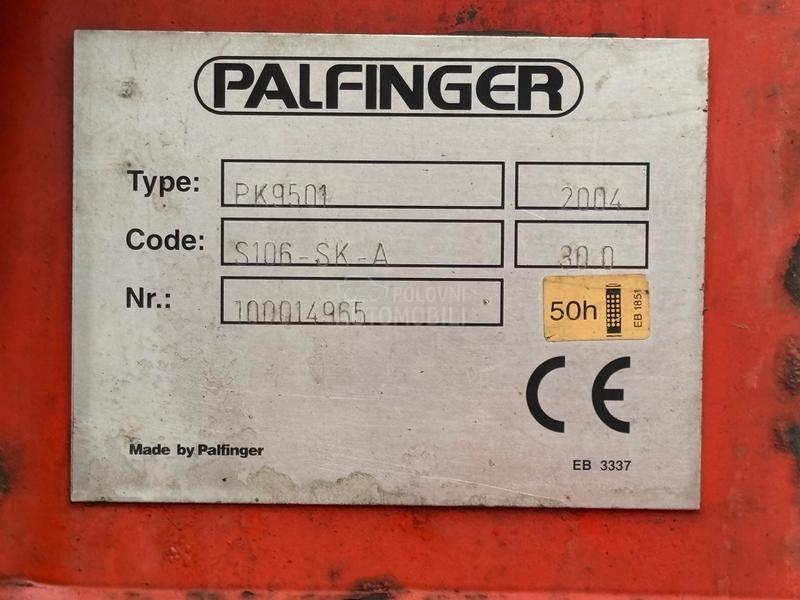 PALFINGER
Type: PK9501 2004
Code: S106-SK-A 30.0
Nr.: 100014965
POLOVNI
AUTOMOBILI
50h
EB 1851
CE
Made by Palfinger
EB 3337